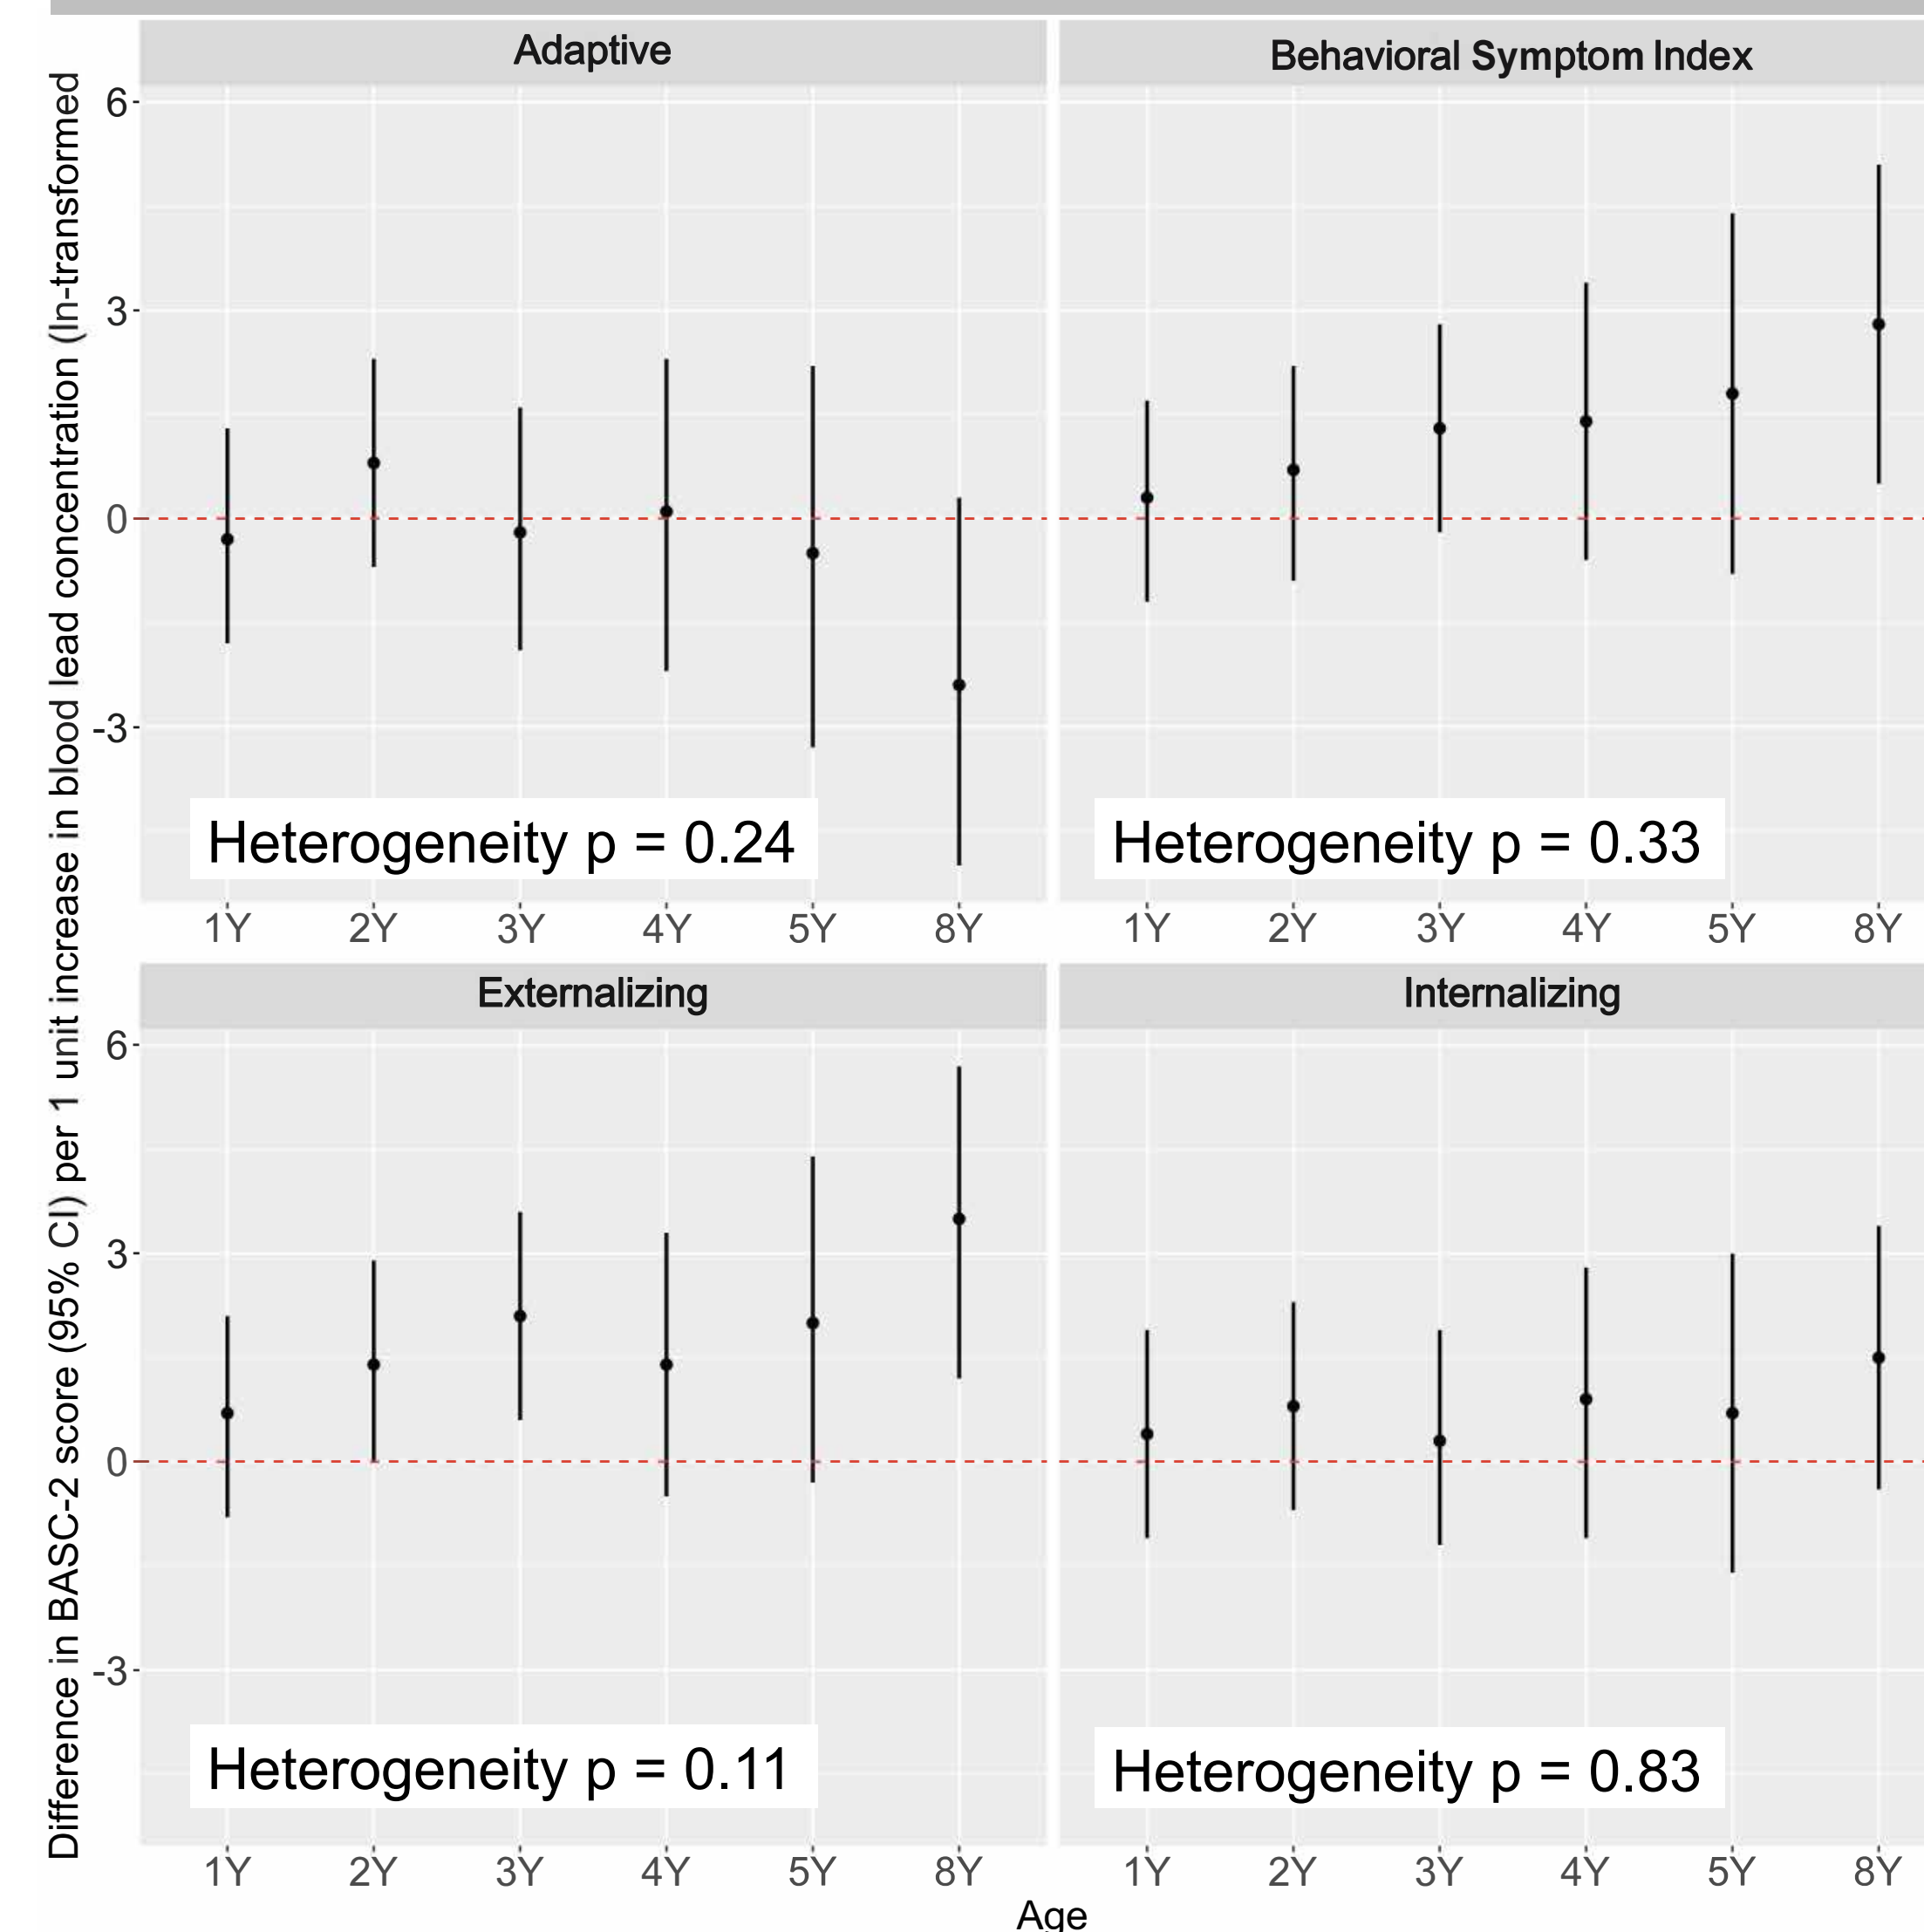 Difference in BASC-2 score (95% CI) per 1 unit increase in blood lead concentration (ln-transformed
Adaptive
6
3
0
-3
Heterogeneity p = 0.24
1Y 2Y 3Y 4Y 5Y 8Y
Behavioral Symptom Index
Heterogeneity p = 0.33
1Y 2Y 3Y 4Y 5Y 8Y
Externalizing
6
3
0
-3
Heterogeneity p = 0.11
1Y 2Y 3Y 4Y 5Y 8Y
Internalizing
Heterogeneity p = 0.83
1Y 2Y 3Y 4Y 5Y 8Y
Age